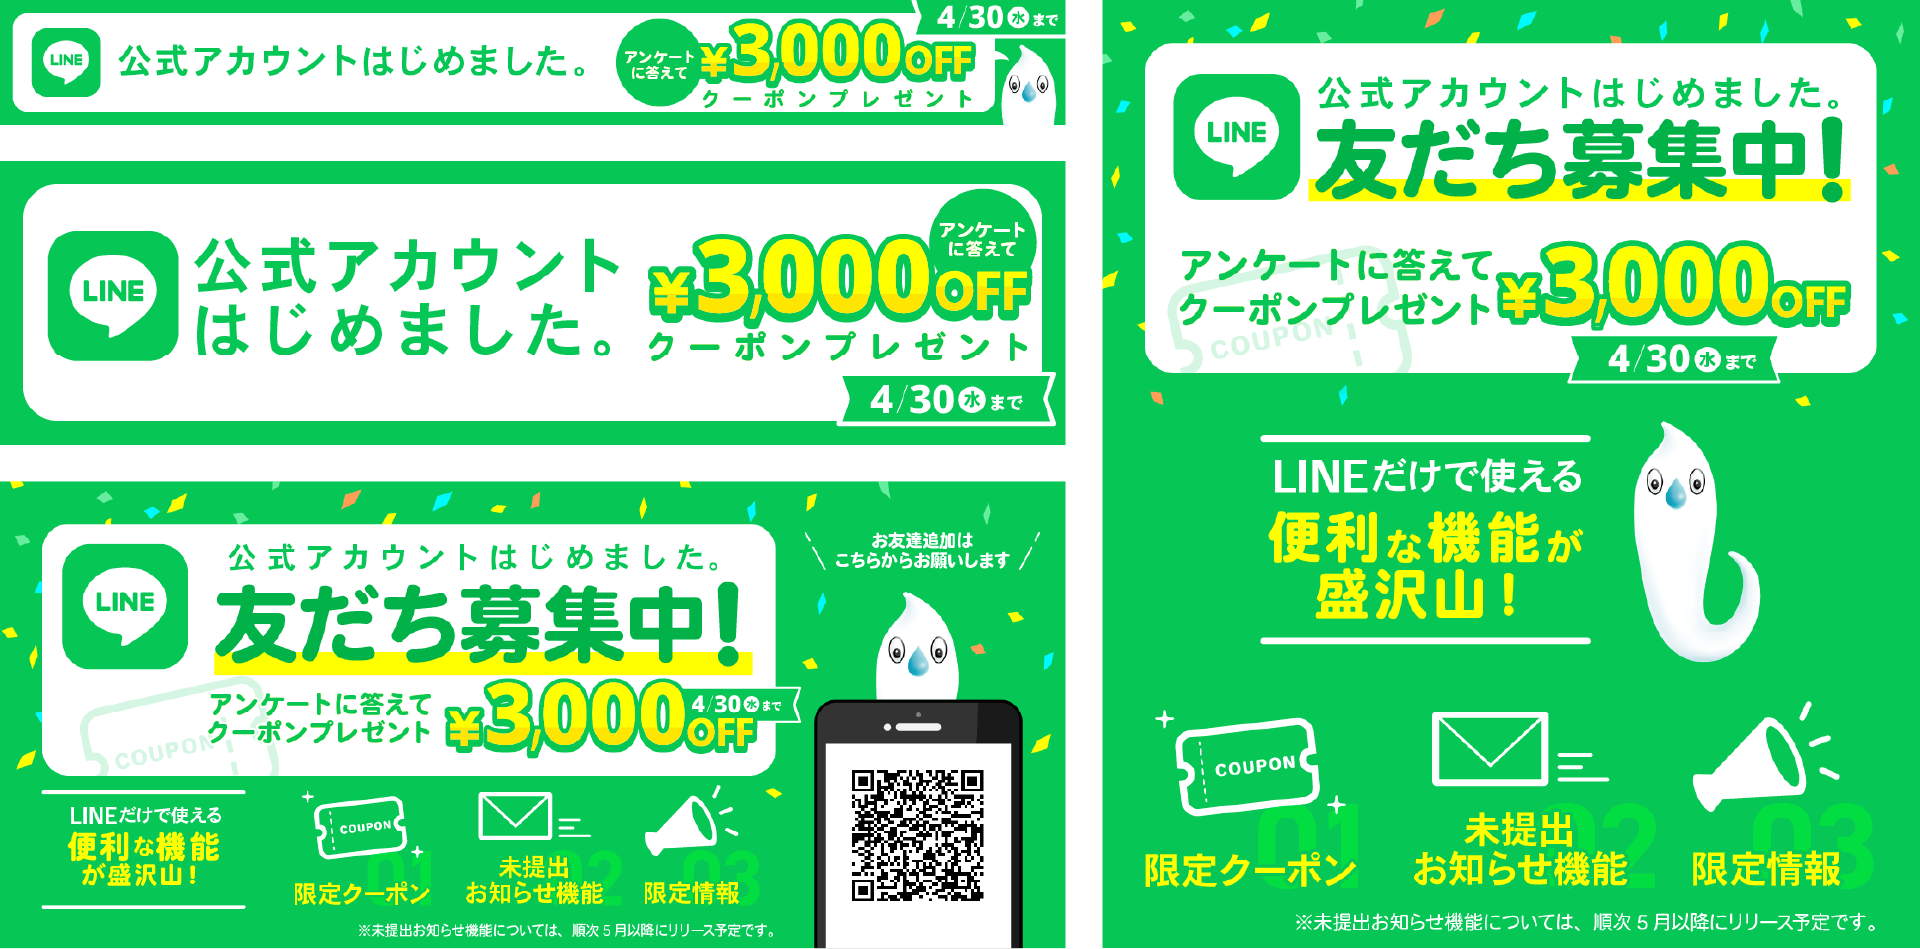 LINE
公式アカウントはじめました。
アンケート
に答えて
¥3,000OFF
クーポンプレゼント
4/30水まで
LINE
公式アカウント
はじめました。
アンケート
に答えて
¥3,000OFF
クーポンプレゼント
4/30水まで
LINE
公式アカウントはじめました。
友だち募集中!
アンケートに答えて
クーポンプレゼント
¥3,000OFF
4/30水まで
COUPON
お友達追加は
こちらからお願いします
LINEだけで使える
便利な機能
が盛沢山!
COUPON
01
限定クーポン
02
未提出
お知らせ機能
03
限定情報
※未提出お知らせ機能については、順次5月以降にリリース予定です。
LINE
公式アカウントはじめました。
友だち募集中!
アンケートに答えて
クーポンプレゼント
¥3,000OFF
COUPON
4/30水まで
LINEだけで使える
便利な機能が
盛沢山!
COUPON
01
限定クーポン
02
未提出
お知らせ機能
03
限定情報
※未提出お知らせ機能については、順次5月以降にリリース予定です。